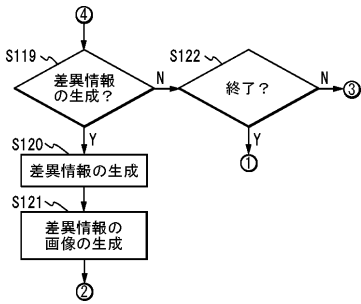 ④
S119
差異情報
の生成?
N
S122
終了?
N
③
Y
Y
①
S120
差異情報の生成
S121
差異情報の
画像の生成
②